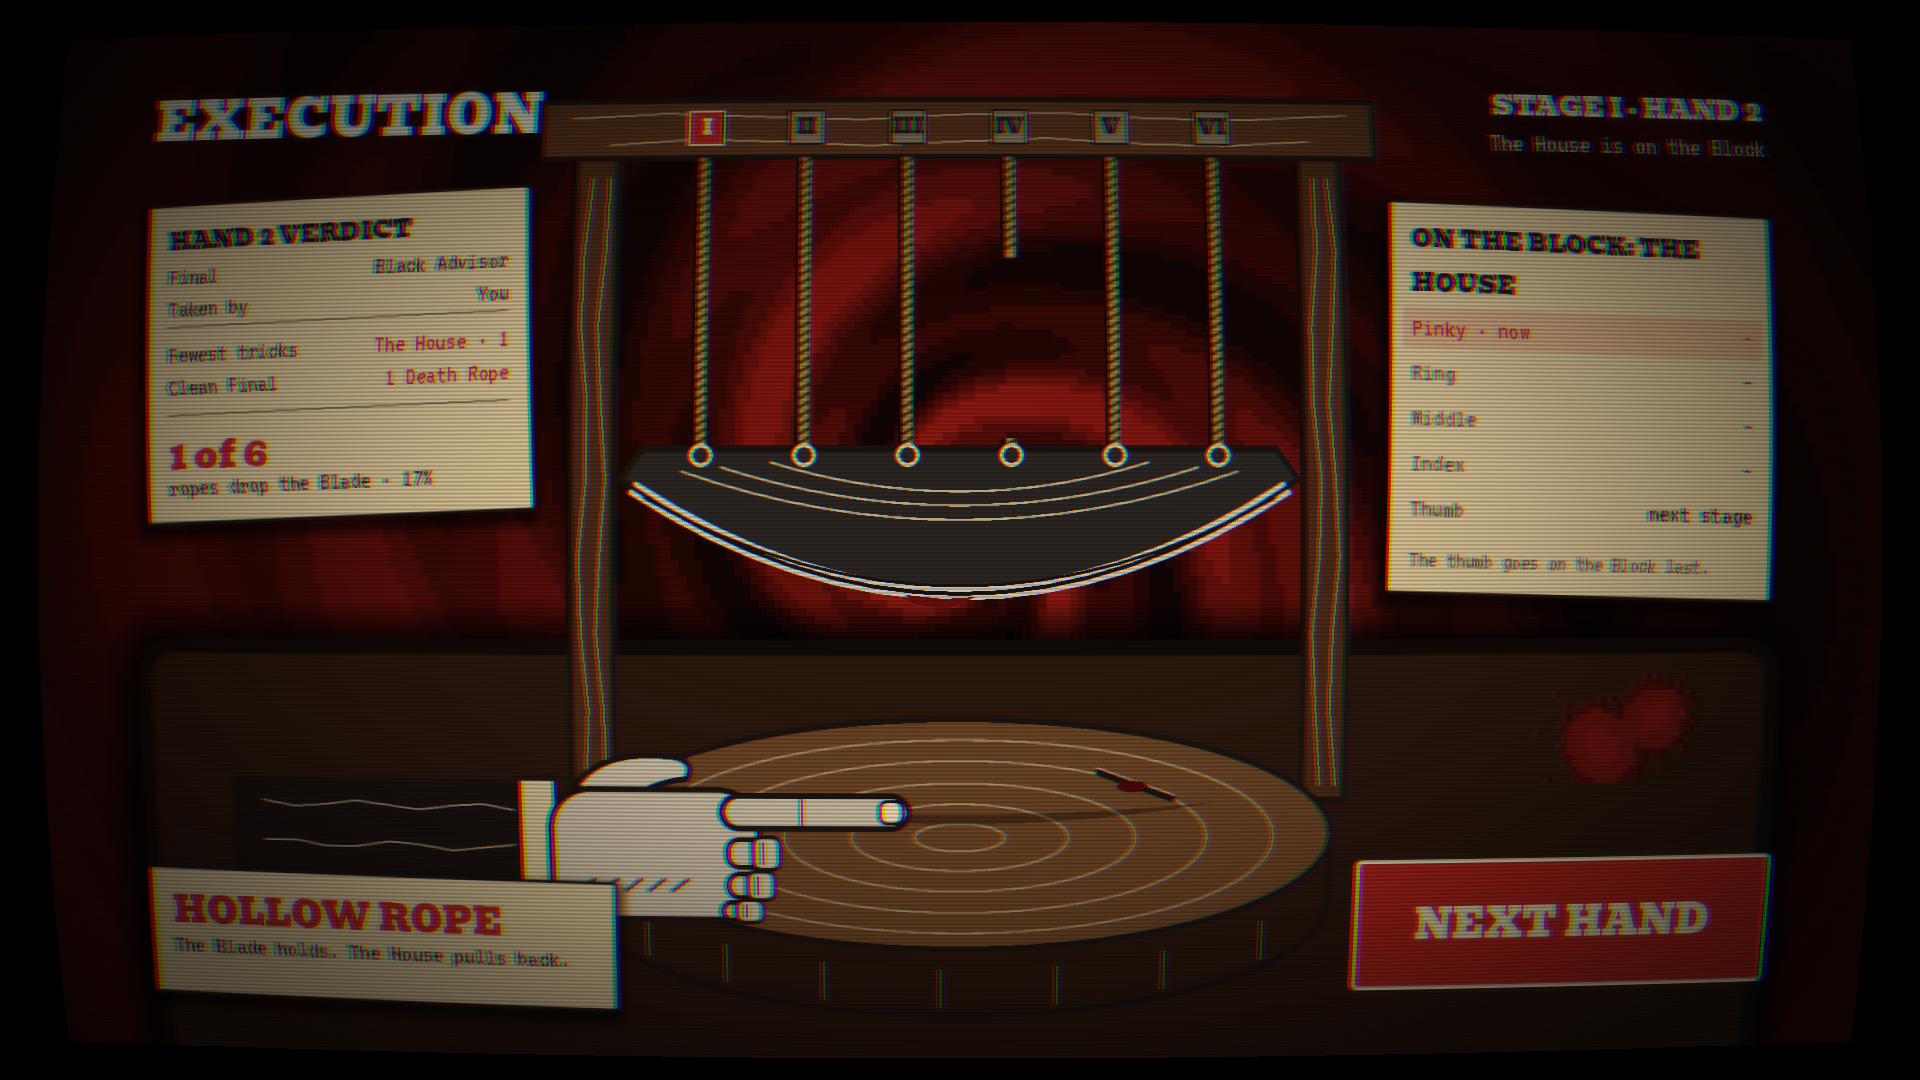 EXECUTION
I II III IV V VI
STAGE I · HAND 2
The House is on the Block
HAND 2 VERDICT
Final Black Advisor
Taken by You
Fewest tricks The House · 1
Clean Final 1 Death Rope
1 of 6
ropes drop the Blade · 17%
ON THE BLOCK: THE
HOUSE
Pinky · now -
Ring -
Middle -
Index -
Thumb next stage
The thumb goes on the Block last.
HOLLOW ROPE
The Blade holds. The House pulls back.
NEXT HAND